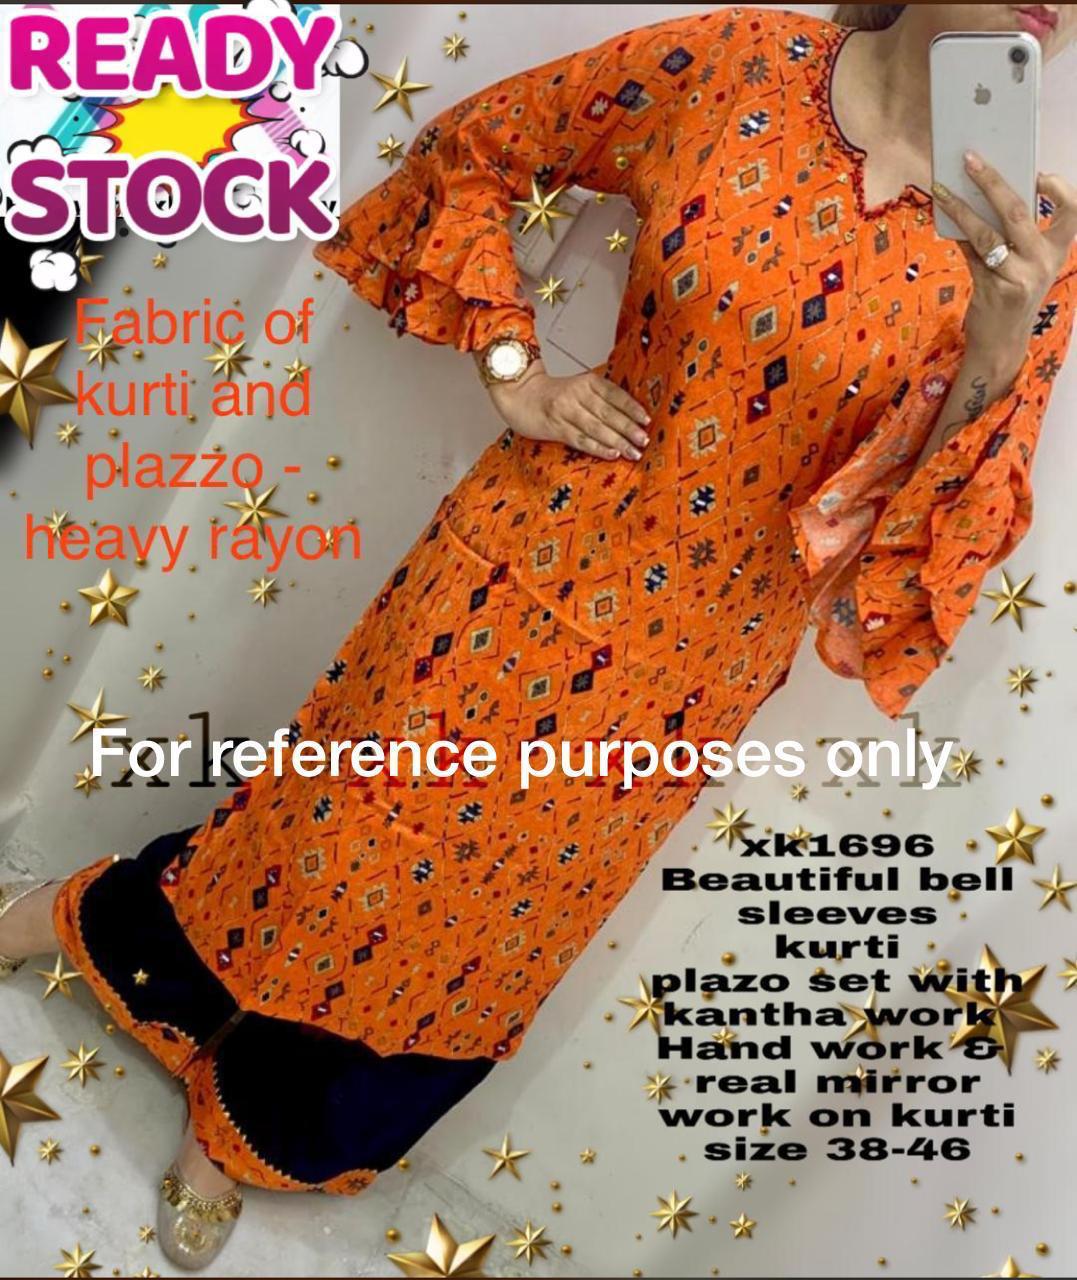 READY
STOCK
Fabric of
kurti and
plazzo -
heavy rayon
xk xk xk xk
For reference purposes only
xk1696
Beautiful bell
sleeves
kurti
plazo set with
kantha work
Hand work &
real mirror
work on kurti
size 38-46